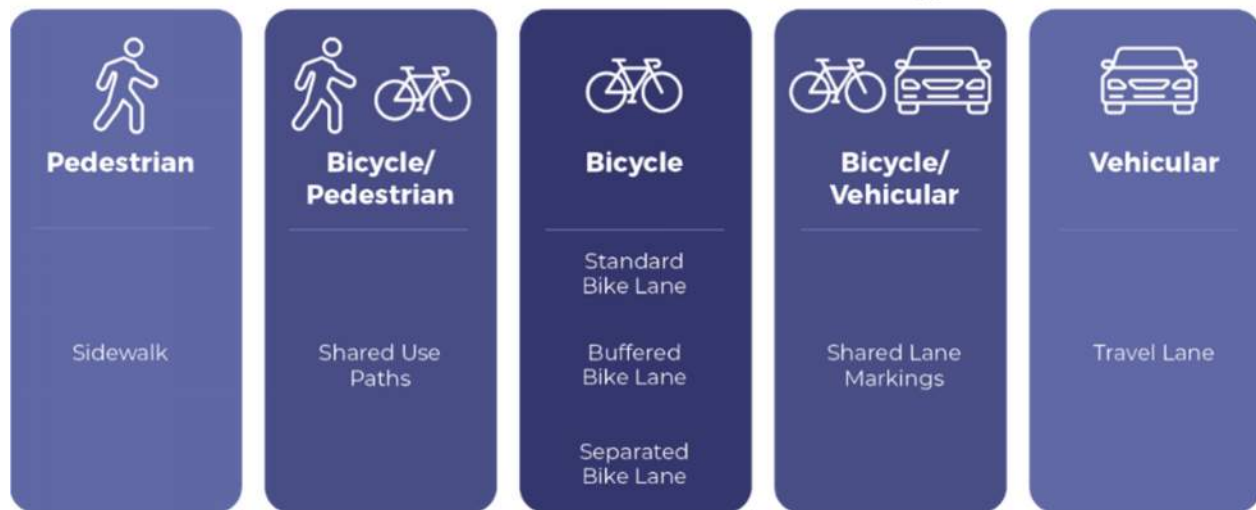 Pedestrian
Sidewalk
Bicycle/
Pedestrian
Shared Use
Paths
Bicycle
Standard
Bike Lane
Buffered
Bike Lane
Separated
Bike Lane
Bicycle/
Vehicular
Shared Lane
Markings
Vehicular
Travel Lane